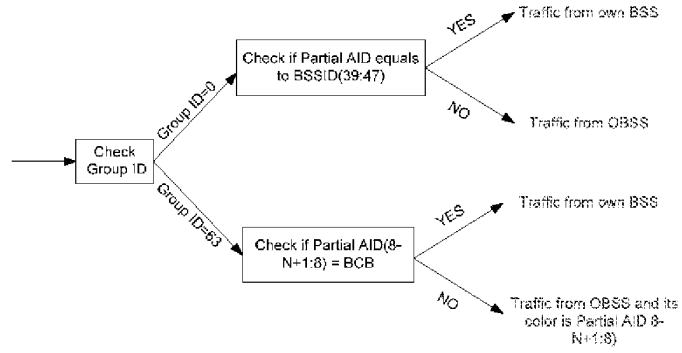 Check
Group ID
Group ID=0
Check if Partial AID equals
to BSSID(39:47)
YES
Traffic from own BSS
NO
Traffic from OBSS
Group ID=63
Check if Partial AID(8-
N+1:8) = BCB
YES
Traffic from own BSS
NO
Traffic from OBSS and its
color is Partial AID 8-
N+1:8)